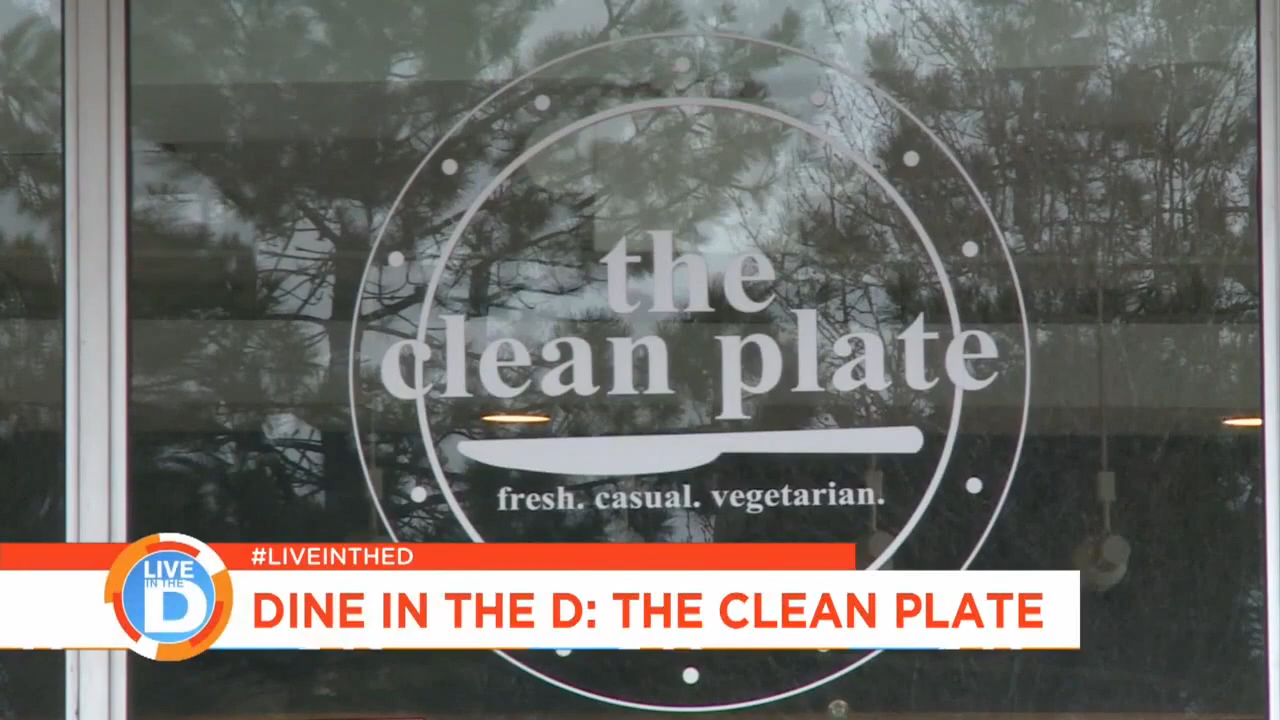 the
clean plate
fresh. casual. vegetarian.
#LIVEINTHED
LIVE
IN THE
D
DINE IN THE D: THE CLEAN PLATE